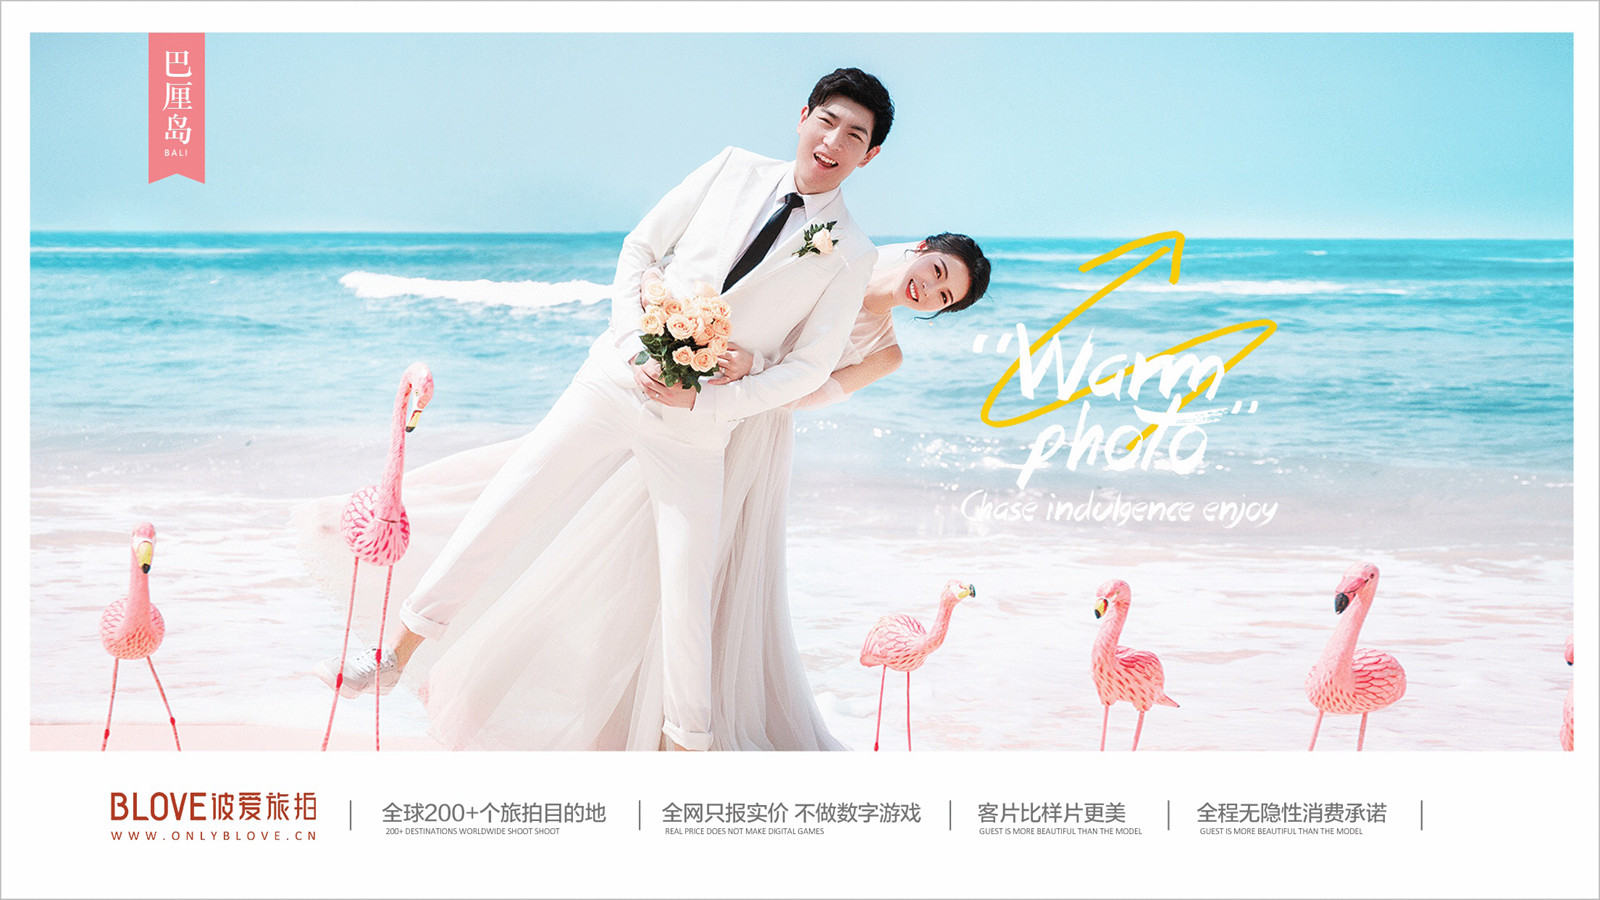 巴厘岛
BALI
“Warm
photo”
Chase indulgence enjoy
BLOVE彼爱旅拍
WWW.ONLYBLOVE.CN
全球200+个旅拍目的地
200+ DESTINATIONS WORLDWIDE SHOOT SHOOT
全网只报实价 不做数字游戏
REAL PRICE DOES NOT MAKE DIGITAL GAMES
客片比样片更美
GUEST IS MORE BEAUTIFUL THAN THE MODEL
全程无隐性消费承诺
GUEST IS MORE BEAUTIFUL THAN THE MODEL